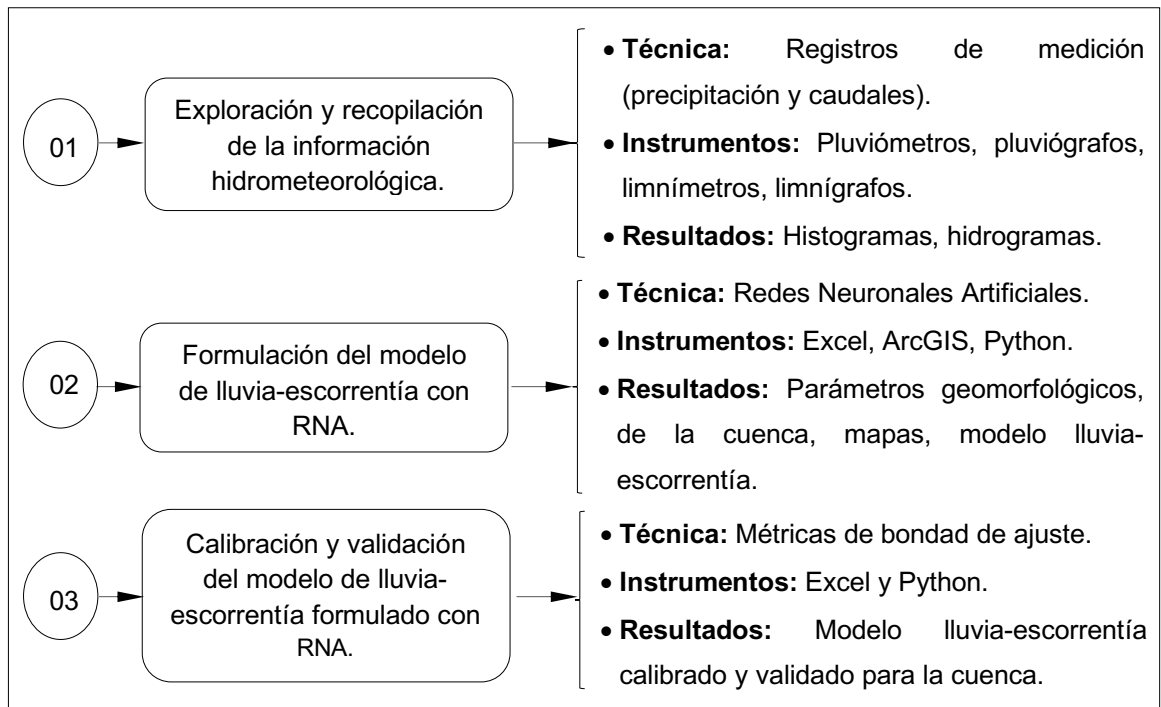 01
Exploración y recopilación
de la información
hidrometeorológica.
• Técnica: Registros de medición
(precipitación y caudales).
• Instrumentos: Pluviómetros, pluviógrafos,
limnímetros, limnígrafos.
• Resultados: Histogramas, hidrogramas.
02
Formulación del modelo
de lluvia-escorrentía con
RNA.
• Técnica: Redes Neuronales Artificiales.
• Instrumentos: Excel, ArcGIS, Python.
• Resultados: Parámetros geomorfológicos,
de la cuenca, mapas, modelo lluvia-
escorrentía.
03
Calibración y validación
del modelo de lluvia-
escorrentía formulado con
RNA.
• Técnica: Métricas de bondad de ajuste.
• Instrumentos: Excel y Python.
• Resultados: Modelo lluvia-escorrentía
calibrado y validado para la cuenca.